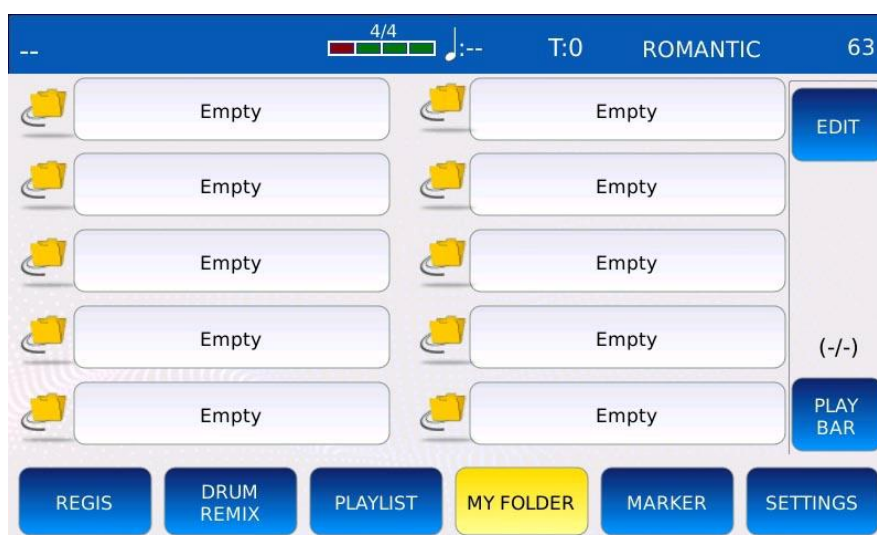 -- 4/4 :-- T:0 ROMANTIC 63
Empty Empty
EDIT
Empty Empty
Empty Empty
Empty Empty
(-/-)
Empty Empty
PLAY
BAR
REGIS
DRUM
REMIX
PLAYLIST
MY FOLDER
MARKER
SETTINGS